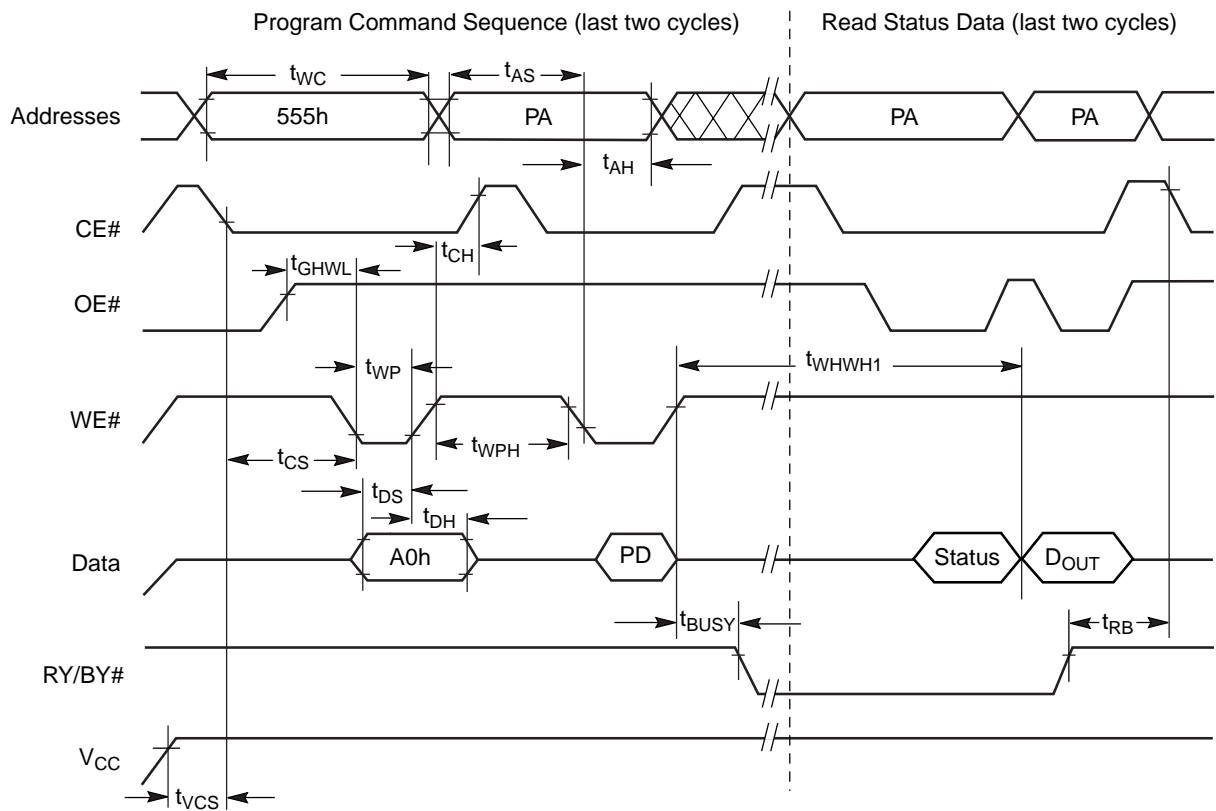 Program Command Sequence (last two cycles) Read Status Data (last two cycles)
tWC tAS
Addresses 555h PA PA PA
tAH
CE#
tCH
tGHWL
OE#
tWP tWHWH1
WE#
tWPH
tCS
tDS
tDH
Data A0h PD Status DOUT
tBUSY tRB
RY/BY#
VCC
tVCS